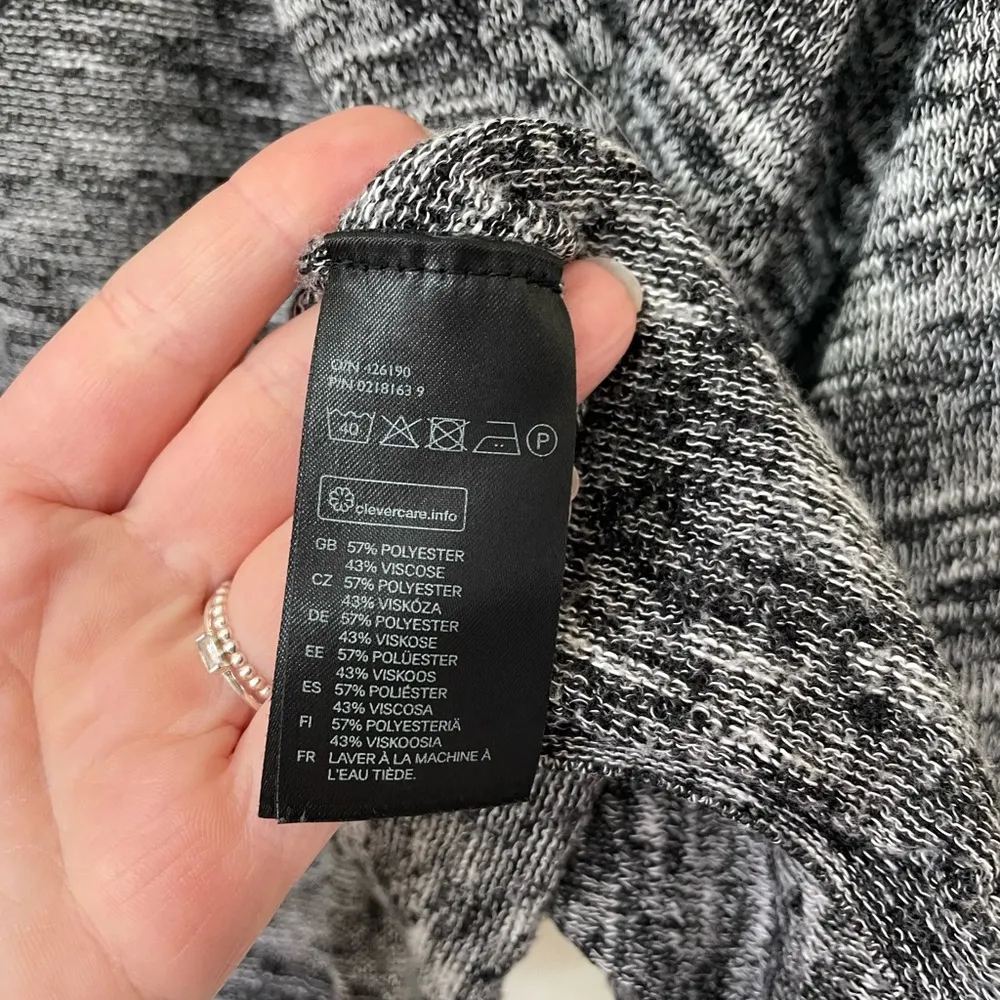 O/N 426190
P/N 0218163 9
40 P
clevercare.info
GB 57% POLYESTER
43% VISCOSE
CZ 57% POLYESTER
43% VISKÓZA
DE 57% POLYESTER
43% VISKOSE
EE 57% POLÜESTER
43% VISKOOS
ES 57% POLIÉSTER
43% VISCOSA
FI 57% POLYESTERIÄ
43% VISKOOSIA
FR LAVER À LA MACHINE À
L'EAU TIÈDE.